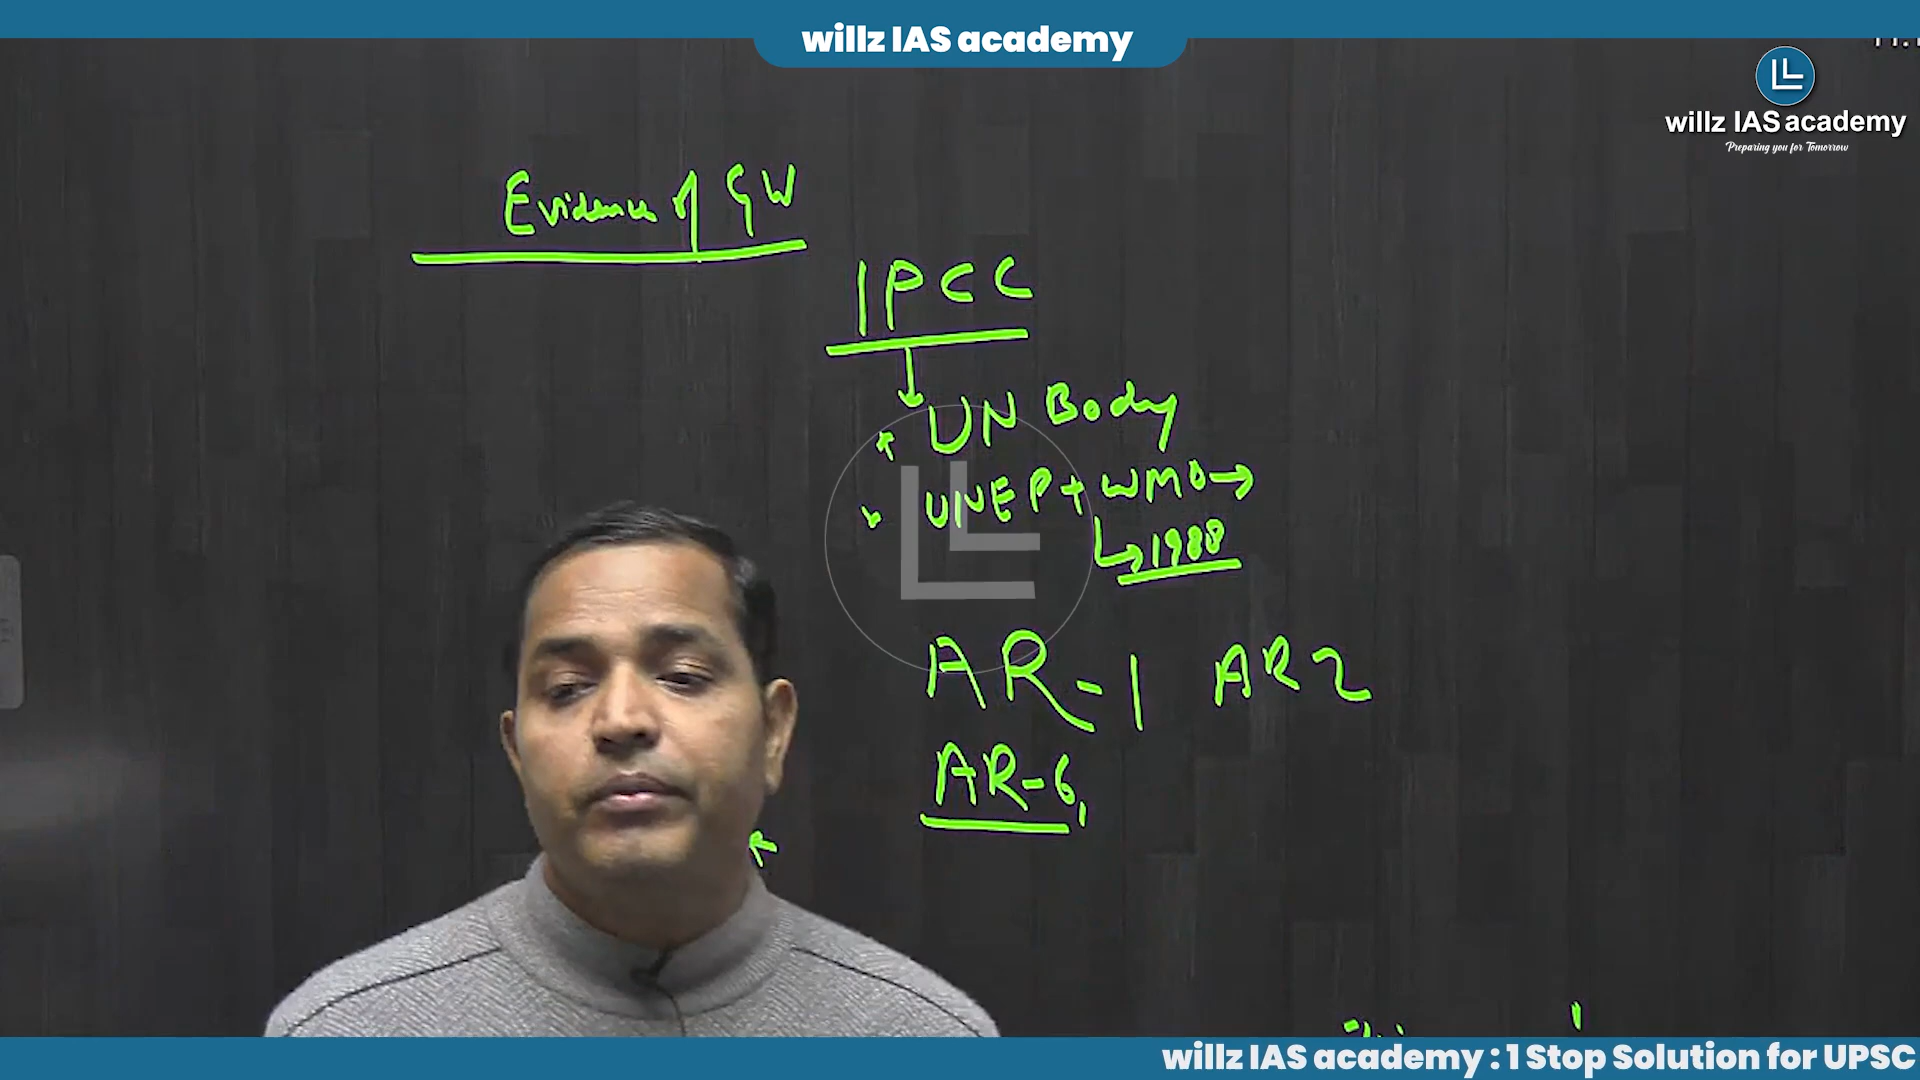 willz IAS academy
willz IAS academy
Preparing you for Tomorrow
Evidence of GW
IPCC
UN Body
UNEP + WMO →
1988
AR-1 AR2
AR-6,
willz IAS academy : 1 Stop Solution for UPSC